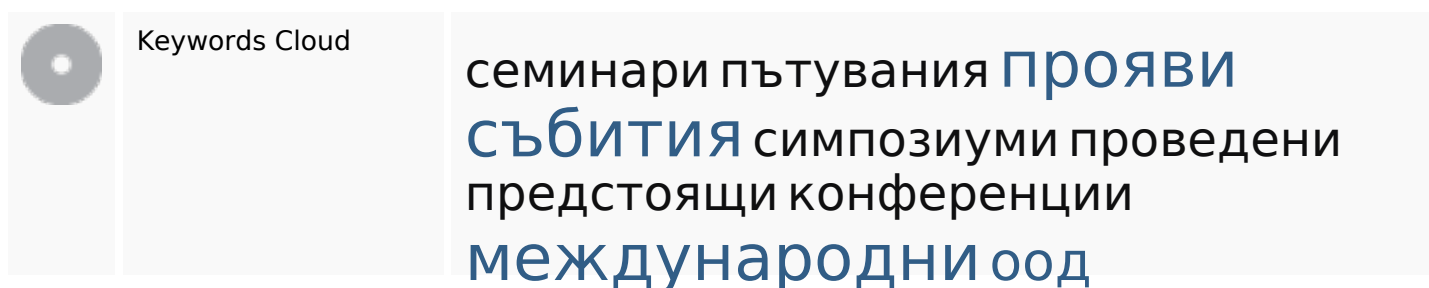 Keywords Cloud
семинари пътувания прояви
събития симпозиуми проведени
предстоящи конференции
международни оод